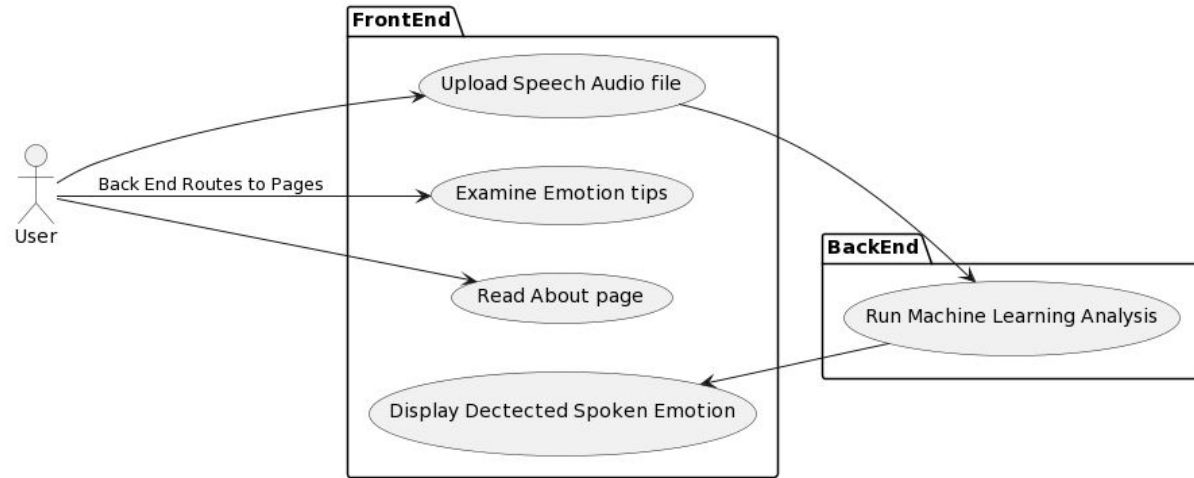 FrontEnd
Upload Speech Audio file
Back End Routes to Pages
Examine Emotion tips
User
BackEnd
Read About page
Run Machine Learning Analysis
Display Dectected Spoken Emotion